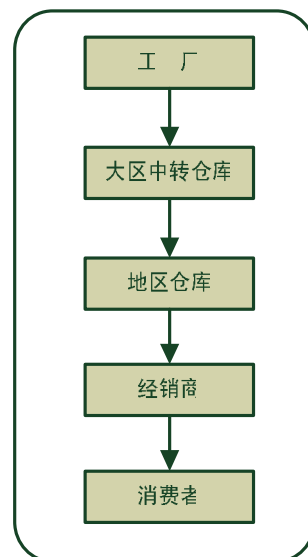 工 厂
大区中转仓库
地区仓库
经销商
消费者